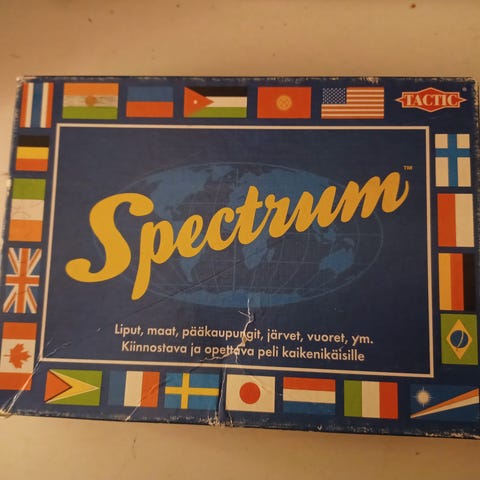 TACTIC
Spectrum™
Liput, maat, pääkaupungit, järvet, vuoret, ym.
Kiinnostava ja opettava peli kaikenikäisille